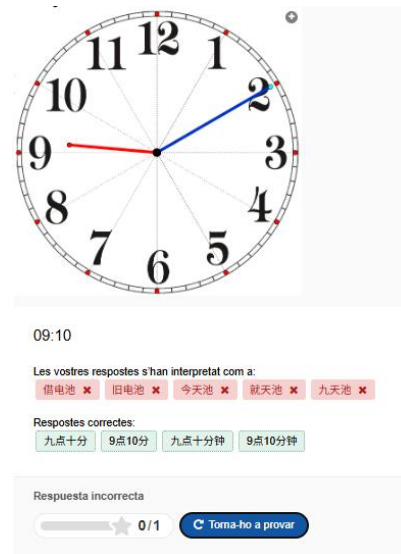 12
11 1
10 2
9 3
8 4
7 5
6
09:10
Les vostres respostes s'han interpretat com a:
借电池 ✖ 旧电池 ✖ 今天池 ✖ 就天池 ✖ 九天池 ✖
Respostes correctes:
九点十分 9点10分 九点十分钟 9点10分钟
Respuesta incorrecta
0/1 Torna-ho a provar